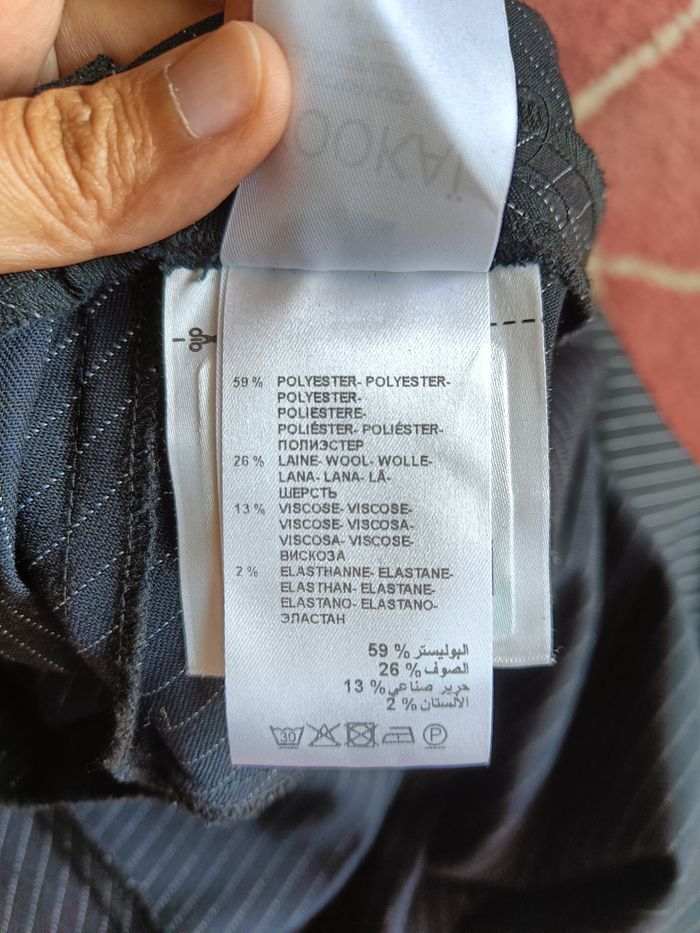 KOOKAÏ
59 % POLYESTER- POLYESTER-
POLYESTER-
POLIESTERE-
POLIÉSTER- POLIÉSTER-
ПОЛИЭСТЕР
26 % LAINE- WOOL- WOLLE-
LANA- LANA- LÃ-
ШЕРСТЬ
13 % VISCOSE- VISCOSE-
VISCOSE- VISCOSA-
VISCOSA- VISCOSE-
ВИСКОЗА
2 % ELASTHANNE- ELASTANE-
ELASTHAN- ELASTANE-
ELASTANO- ELASTANO-
ЭЛАСТАН
البوليستر % 59
الصوف % 26
حرير صناعي % 13
الألستان % 2
30 P